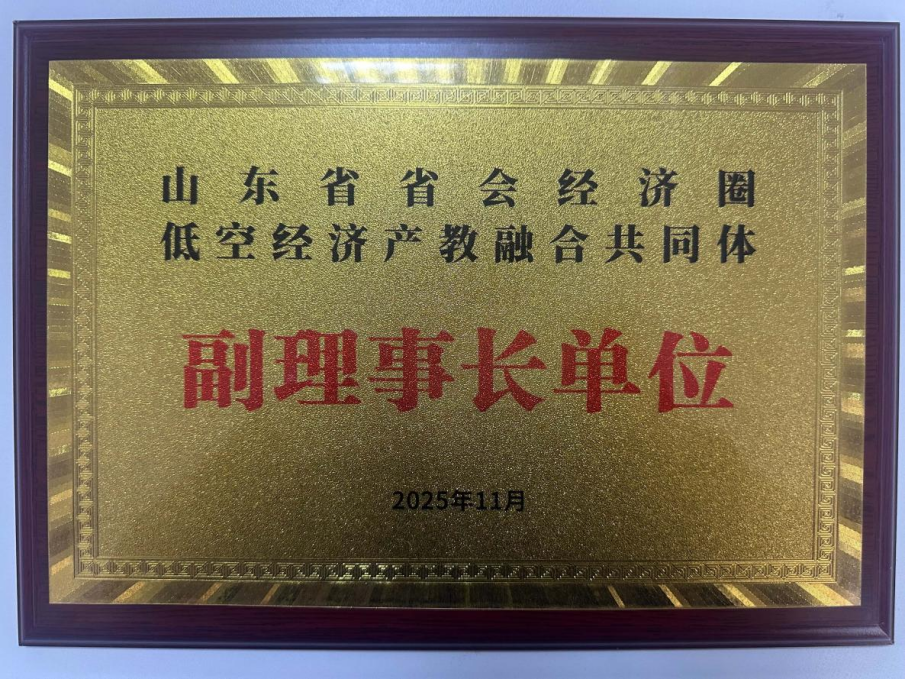 山东省省会经济圈
低空经济产教融合共同体
副理事长单位
2025年11月